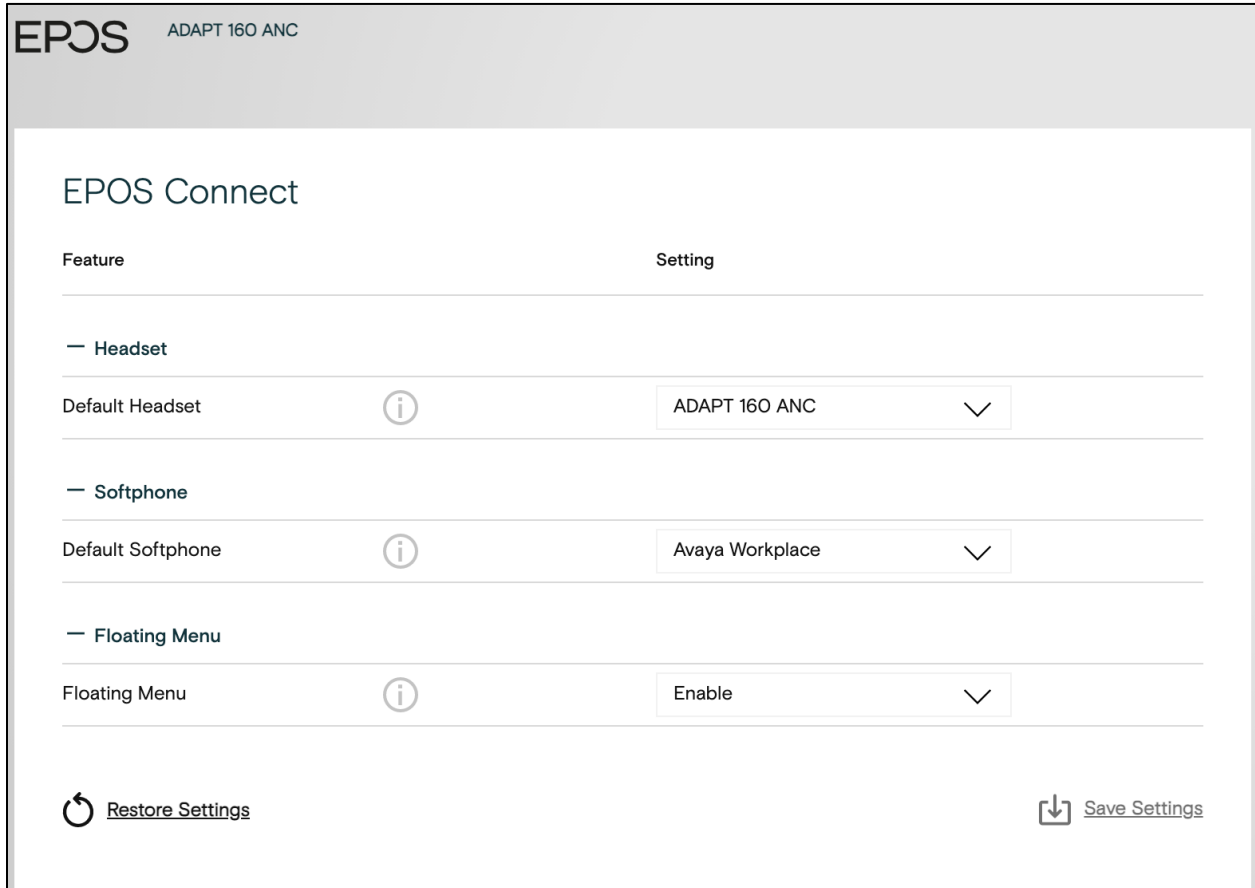 EPOS ADAPT 160 ANC
EPOS Connect
Feature Setting
— Headset
Default Headset ADAPT 160 ANC
— Softphone
Default Softphone Avaya Workplace
— Floating Menu
Floating Menu Enable
Restore Settings Save Settings